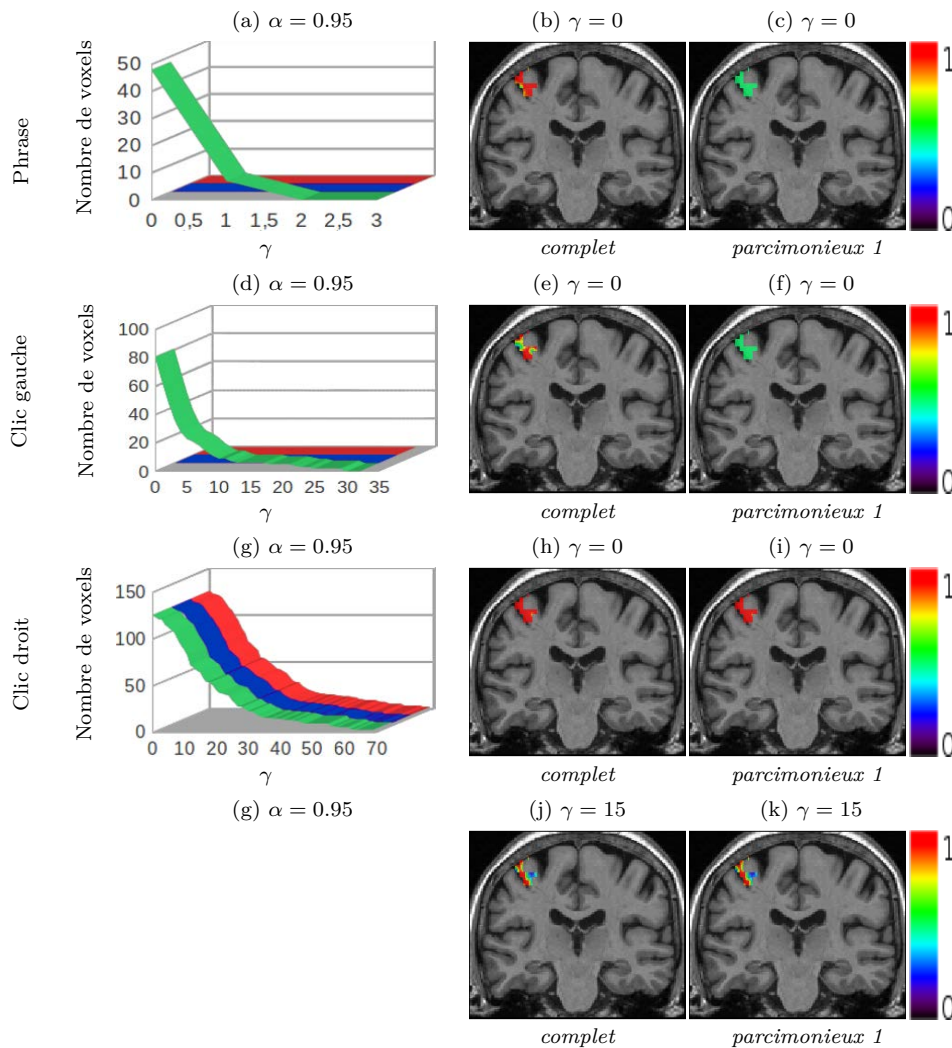 (a) α = 0.95
(b) γ = 0
(c) γ = 0
Phrase
Nombre de voxels
50
40
30
20
10
0
0 0,5 1 1,5 2 2,5 3
γ
1
0
complet
parcimonieux 1
(d) α = 0.95
(e) γ = 0
(f) γ = 0
Clic gauche
Nombre de voxels
100
80
60
40
20
0
0 5 10 15 20 25 30 35
γ
1
0
complet
parcimonieux 1
(g) α = 0.95
(h) γ = 0
(i) γ = 0
Clic droit
Nombre de voxels
150
100
50
0
0 10 20 30 40 50 60 70
γ
1
0
complet
parcimonieux 1
(g) α = 0.95
(j) γ = 15
(k) γ = 15
1
0
complet
parcimonieux 1